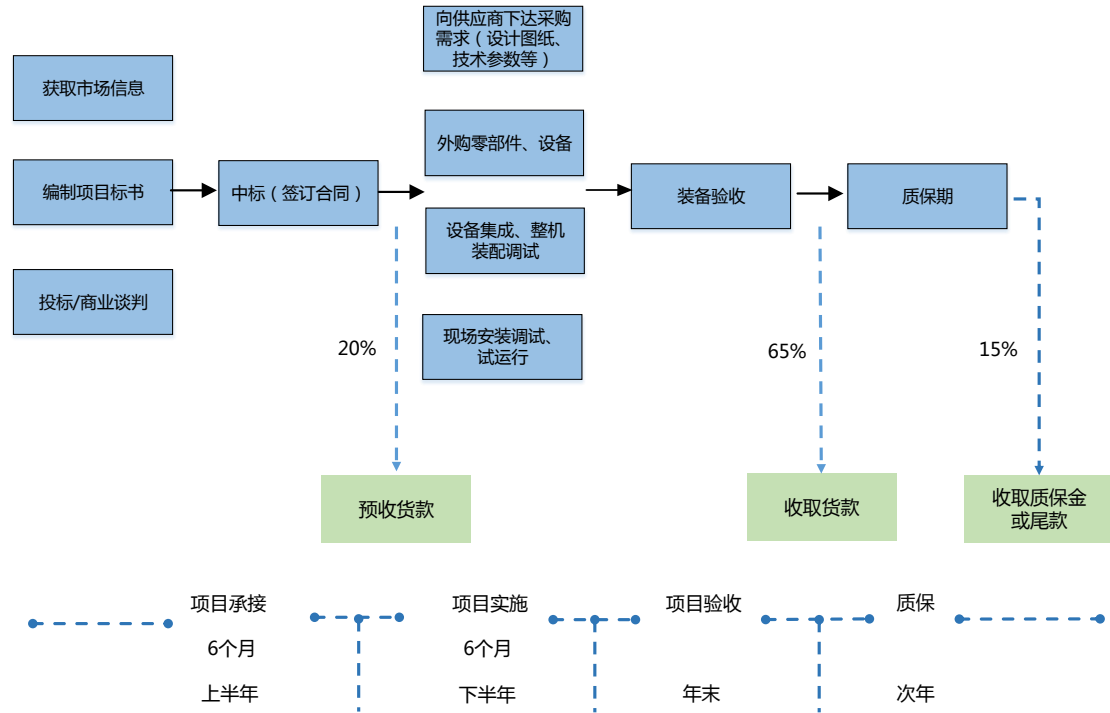 向供应商下达采购
需求（设计图纸、
技术参数等）
获取市场信息
外购零部件、设备
编制项目标书
中标（签订合同）
装备验收
质保期
设备集成、整机
装配调试
投标/商业谈判
现场安装调试、
试运行
20%
65%
15%
预收货款
收取货款
收取质保金
或尾款
项目承接
项目实施
项目验收
质保
6个月
6个月
上半年
下半年
年末
次年